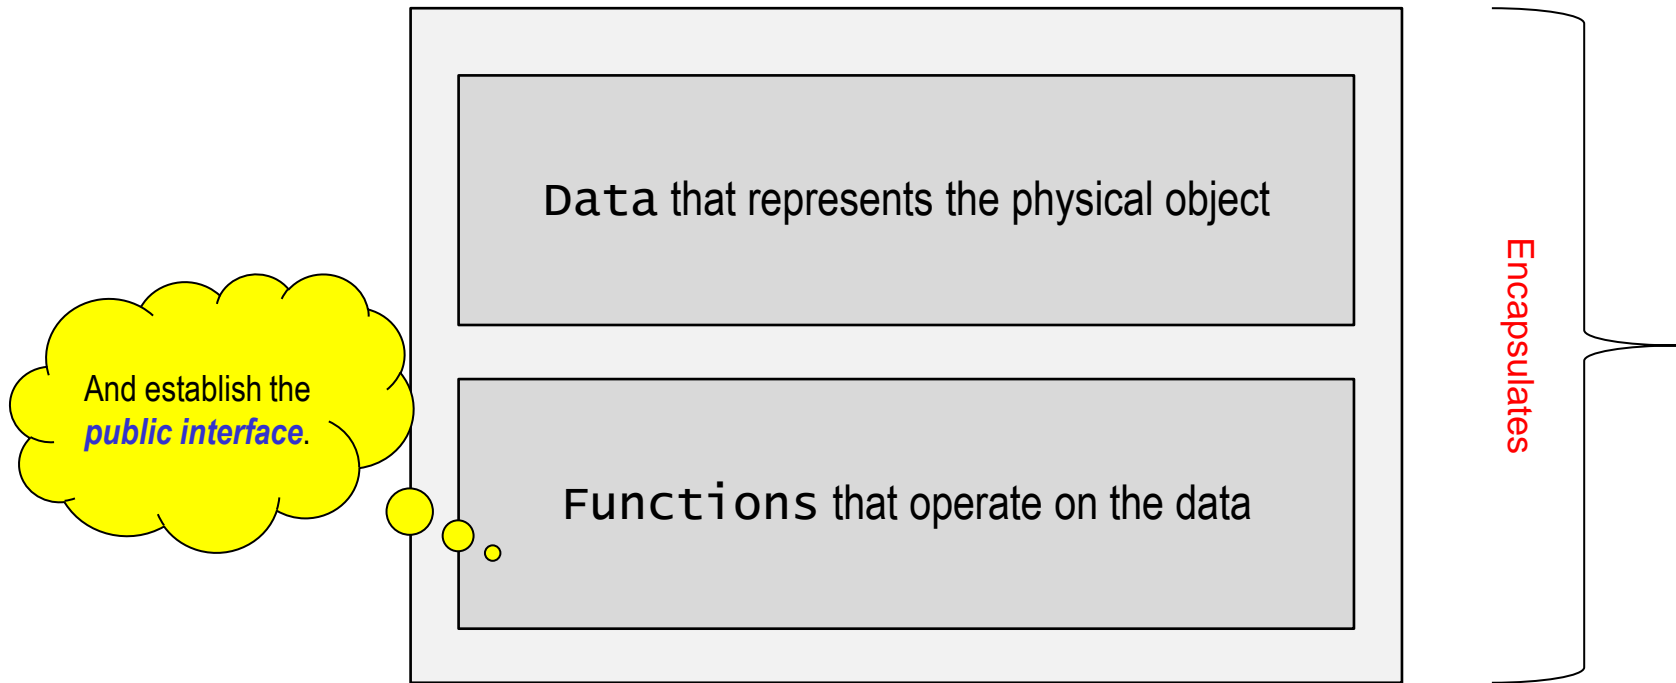 Data that represents the physical object
And establish the
public interface.
Functions that operate on the data
Encapsulates